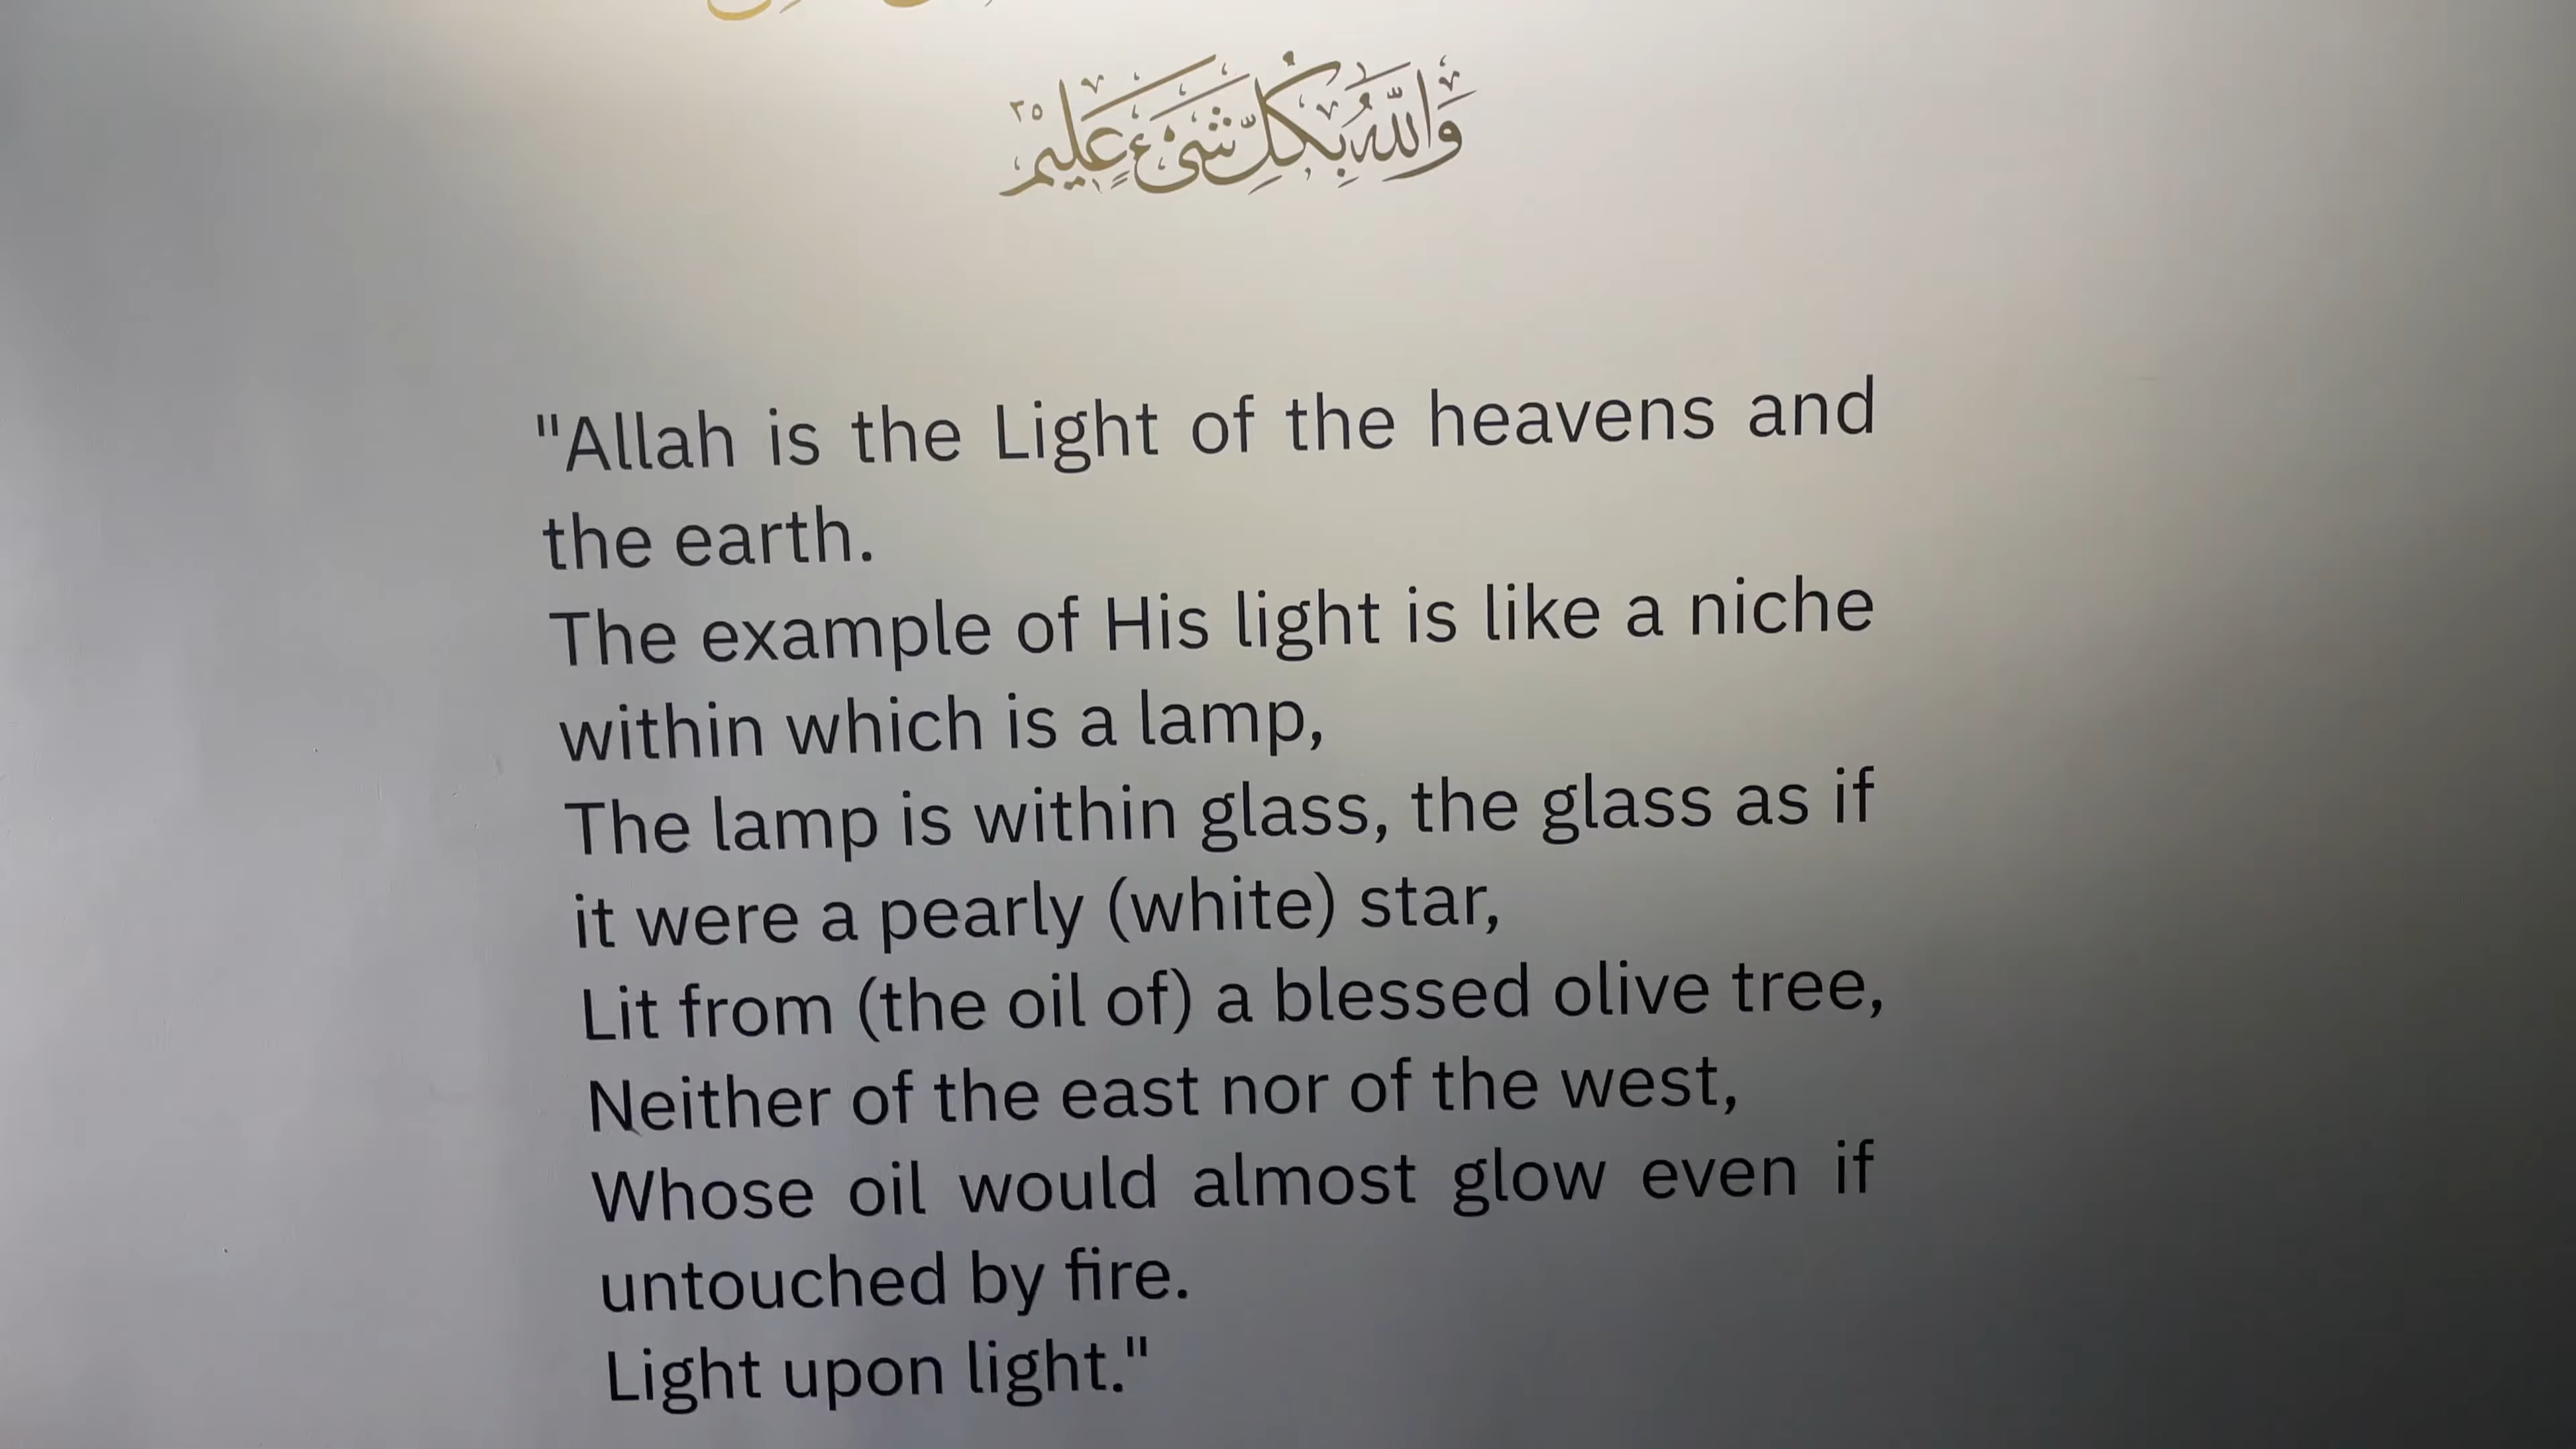 وَاللَّهُ بِكُلِّ شَيْءٍ عَلِيمٌ ٣٥
"Allah is the Light of the heavens and
the earth.
The example of His light is like a niche
within which is a lamp,
The lamp is within glass, the glass as if
it were a pearly (white) star,
Lit from (the oil of) a blessed olive tree,
Neither of the east nor of the west,
Whose oil would almost glow even if
untouched by fire.
Light upon light."